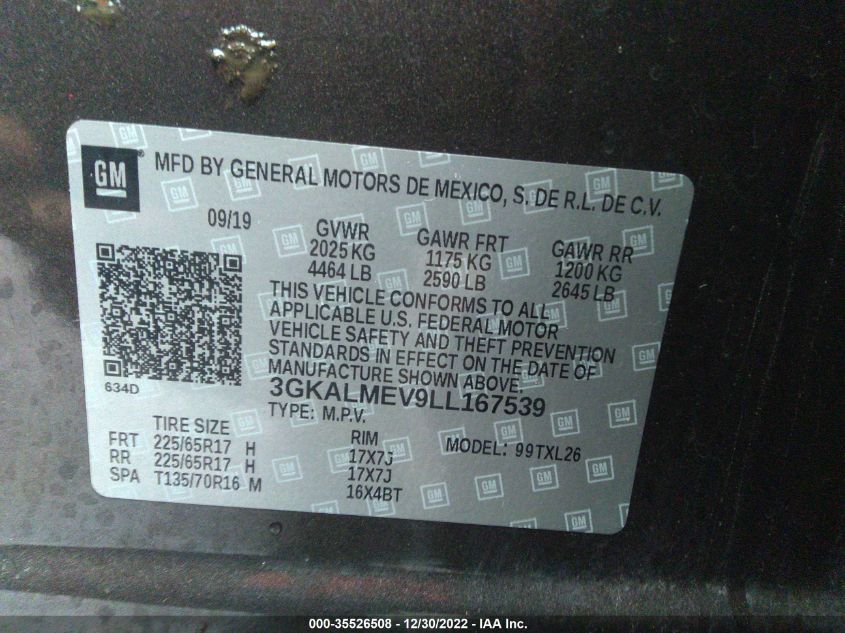 GM
MFD BY GENERAL MOTORS DE MEXICO, S. DE R.L. DE C.V.
09/19
GVWR GAWR FRT GAWR RR
2025 KG 1175 KG 1200 KG
4464 LB 2590 LB 2645 LB
THIS VEHICLE CONFORMS TO ALL
APPLICABLE U.S. FEDERAL MOTOR
VEHICLE SAFETY AND THEFT PREVENTION
STANDARDS IN EFFECT ON THE DATE OF
MANUFACTURE SHOWN ABOVE.
634D
3GKALMEV9LL167539
TYPE: M.P.V.
TIRE SIZE RIM MODEL: 99TXL26
FRT 225/65R17 H 17X7J
RR 225/65R17 H 17X7J
SPA T135/70R16 M 16X4BT
000-35526508 - 12/30/2022 - IAA Inc.